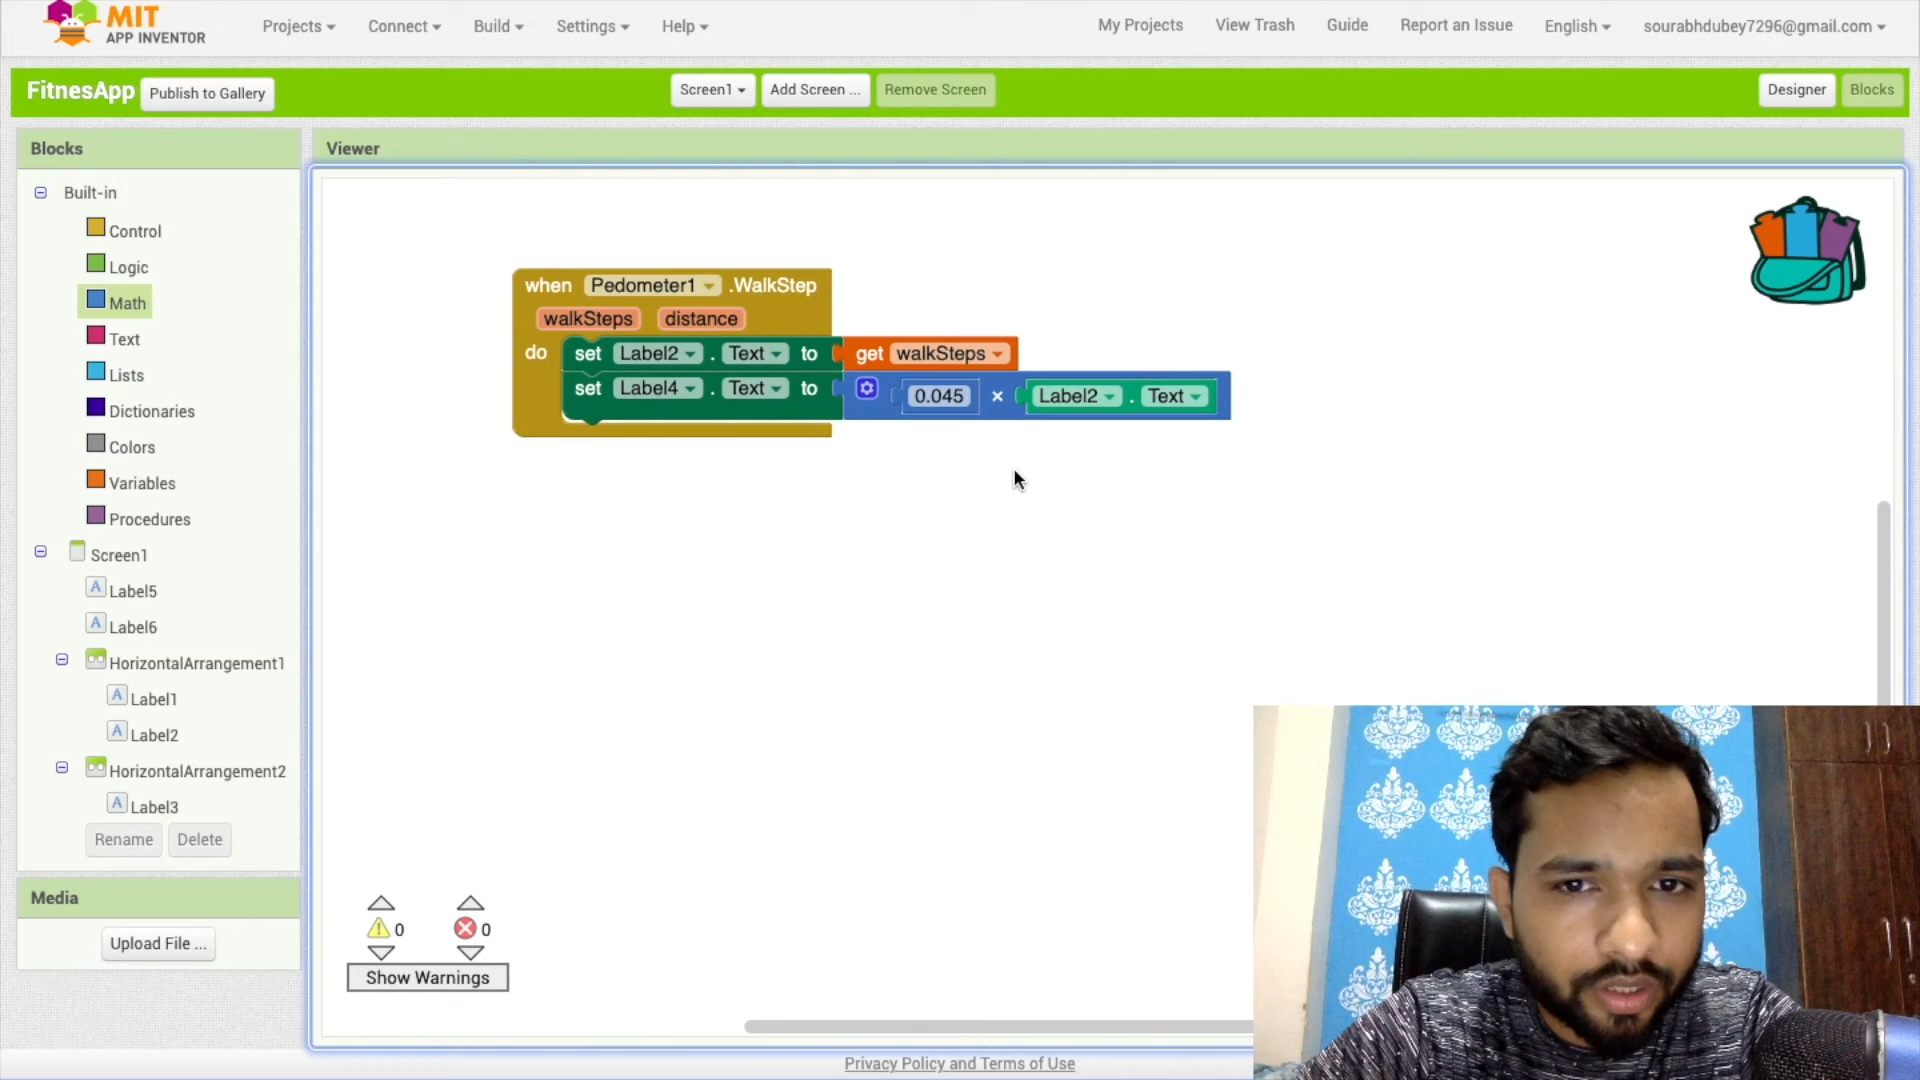 MIT
APP INVENTOR
Projects
Connect
Build
Settings
Help
My Projects
View Trash
Guide
Report an Issue
English
sourabhdubey7296@gmail.com
FitnesApp
Publish to Gallery
Screen1
Add Screen ...
Remove Screen
Designer
Blocks
Blocks
Viewer
Built-in
Control
Logic
Math
Text
Lists
Dictionaries
Colors
Variables
Procedures
Screen1
A Label5
A Label6
HorizontalArrangement1
A Label1
A Label2
HorizontalArrangement2
A Label3
Rename
Delete
Media
Upload File ...
when Pedometer1 .WalkStep
walkSteps distance
do set Label2 . Text to get walkSteps
set Label4 . Text to 0.045 × Label2 . Text
0
0
Show Warnings
Privacy Policy and Terms of Use